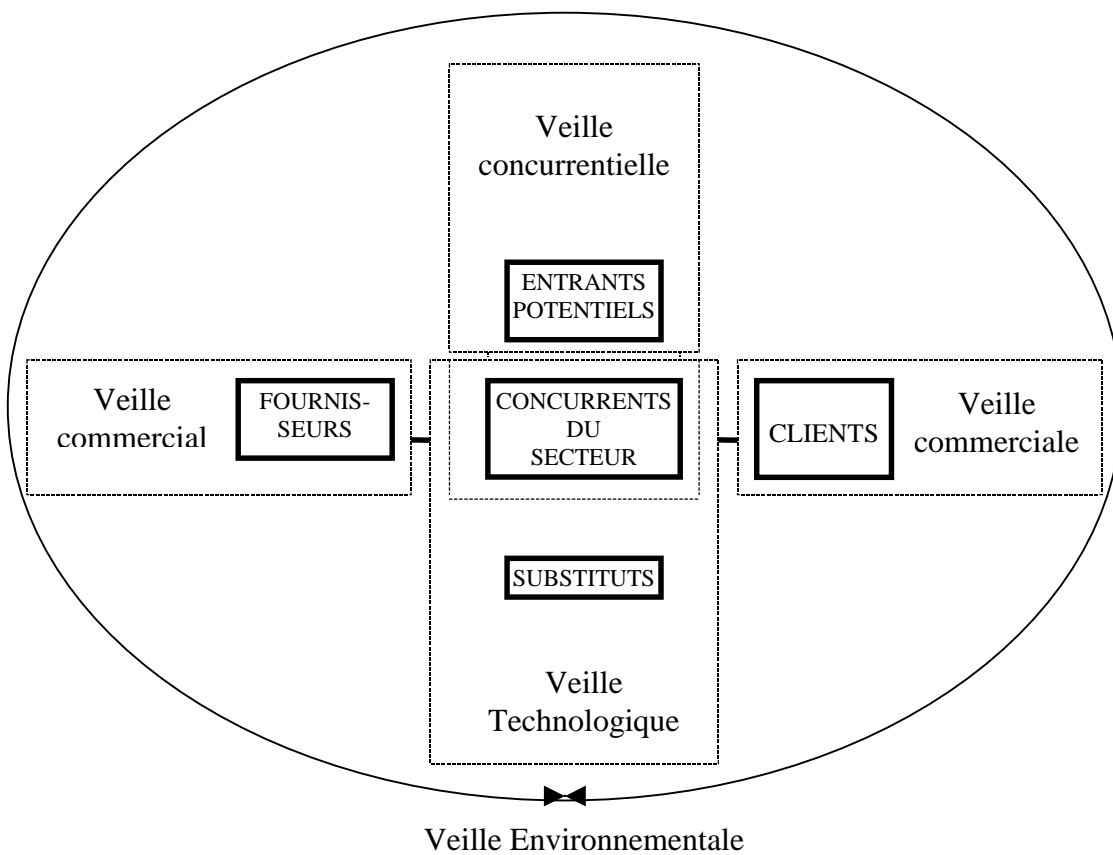 Veille
concurrentielle
ENTRANTS
POTENTIELS
Veille
commercial
FOURNIS-
SEURS
CONCURRENTS
DU
SECTEUR
CLIENTS
Veille
commerciale
SUBSTITUTS
Veille
Technologique
Veille Environnementale